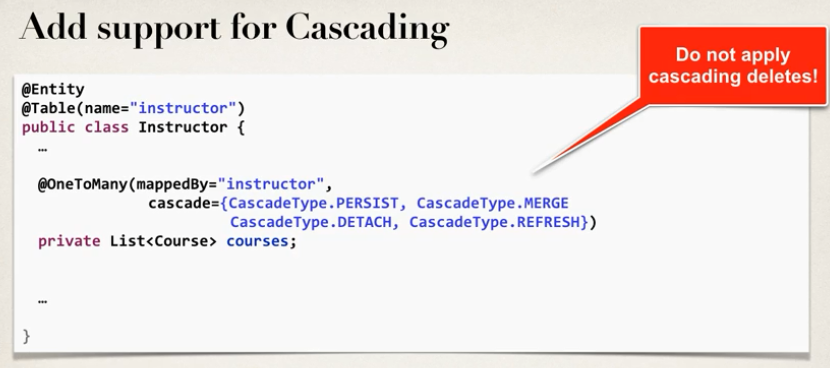 Add support for Cascading
Do not apply
cascading deletes!
@Entity
@Table(name="instructor")
public class Instructor {
…
@OneToMany(mappedBy="instructor",
cascade={CascadeType.PERSIST, CascadeType.MERGE
CascadeType.DETACH, CascadeType.REFRESH})
private List<Course> courses;
…
}